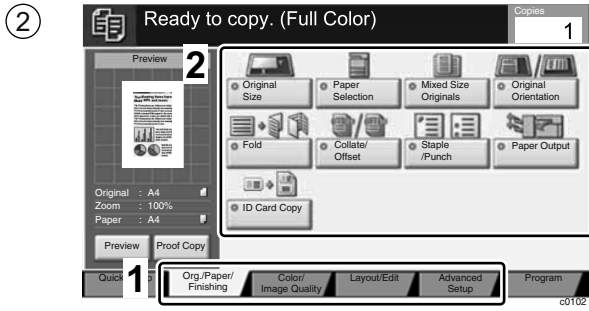 2
Ready to copy. (Full Color)
Copies
1
Preview
2
Original
Size
Paper
Selection
Mixed Size
Originals
Original
Orientation
Fold
Collate/
Offset
Staple
/Punch
Paper Output
ID Card Copy
Original : A4
Zoom : 100%
Paper : A4
Preview
Proof Copy
1
Quick
Org./Paper/
Finishing
Color/
Image Quality
Layout/Edit
Advanced
Setup
Program
c0102